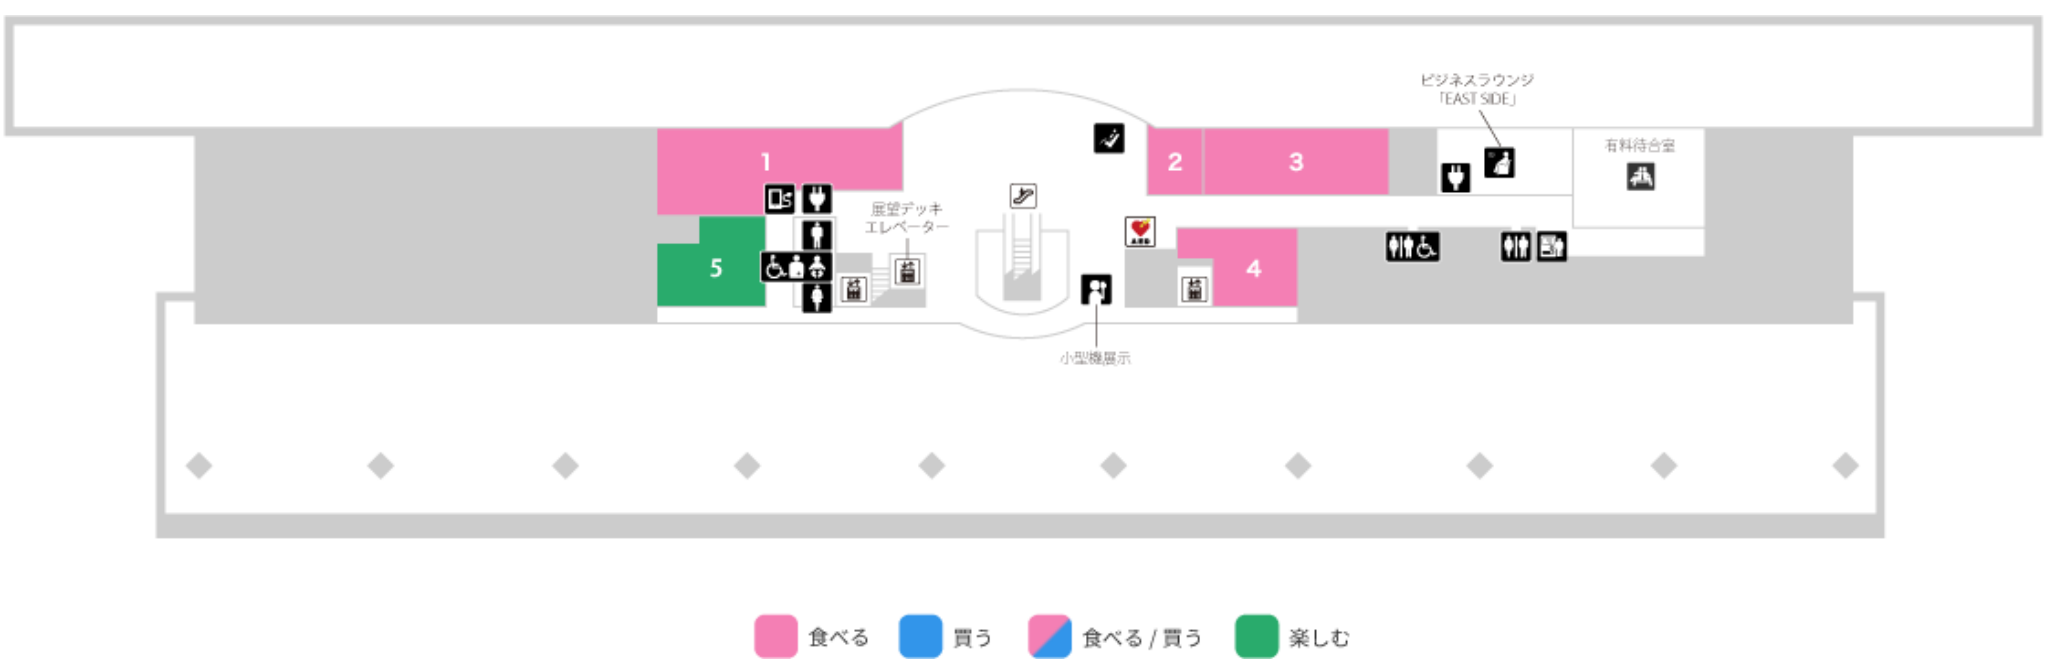 ビジネスラウンジ
「EAST SIDE」
有料待合室
1
2
3
展望デッキ
エレベーター
AED
5
4
小型機展示
食べる
買う
食べる / 買う
楽しむ